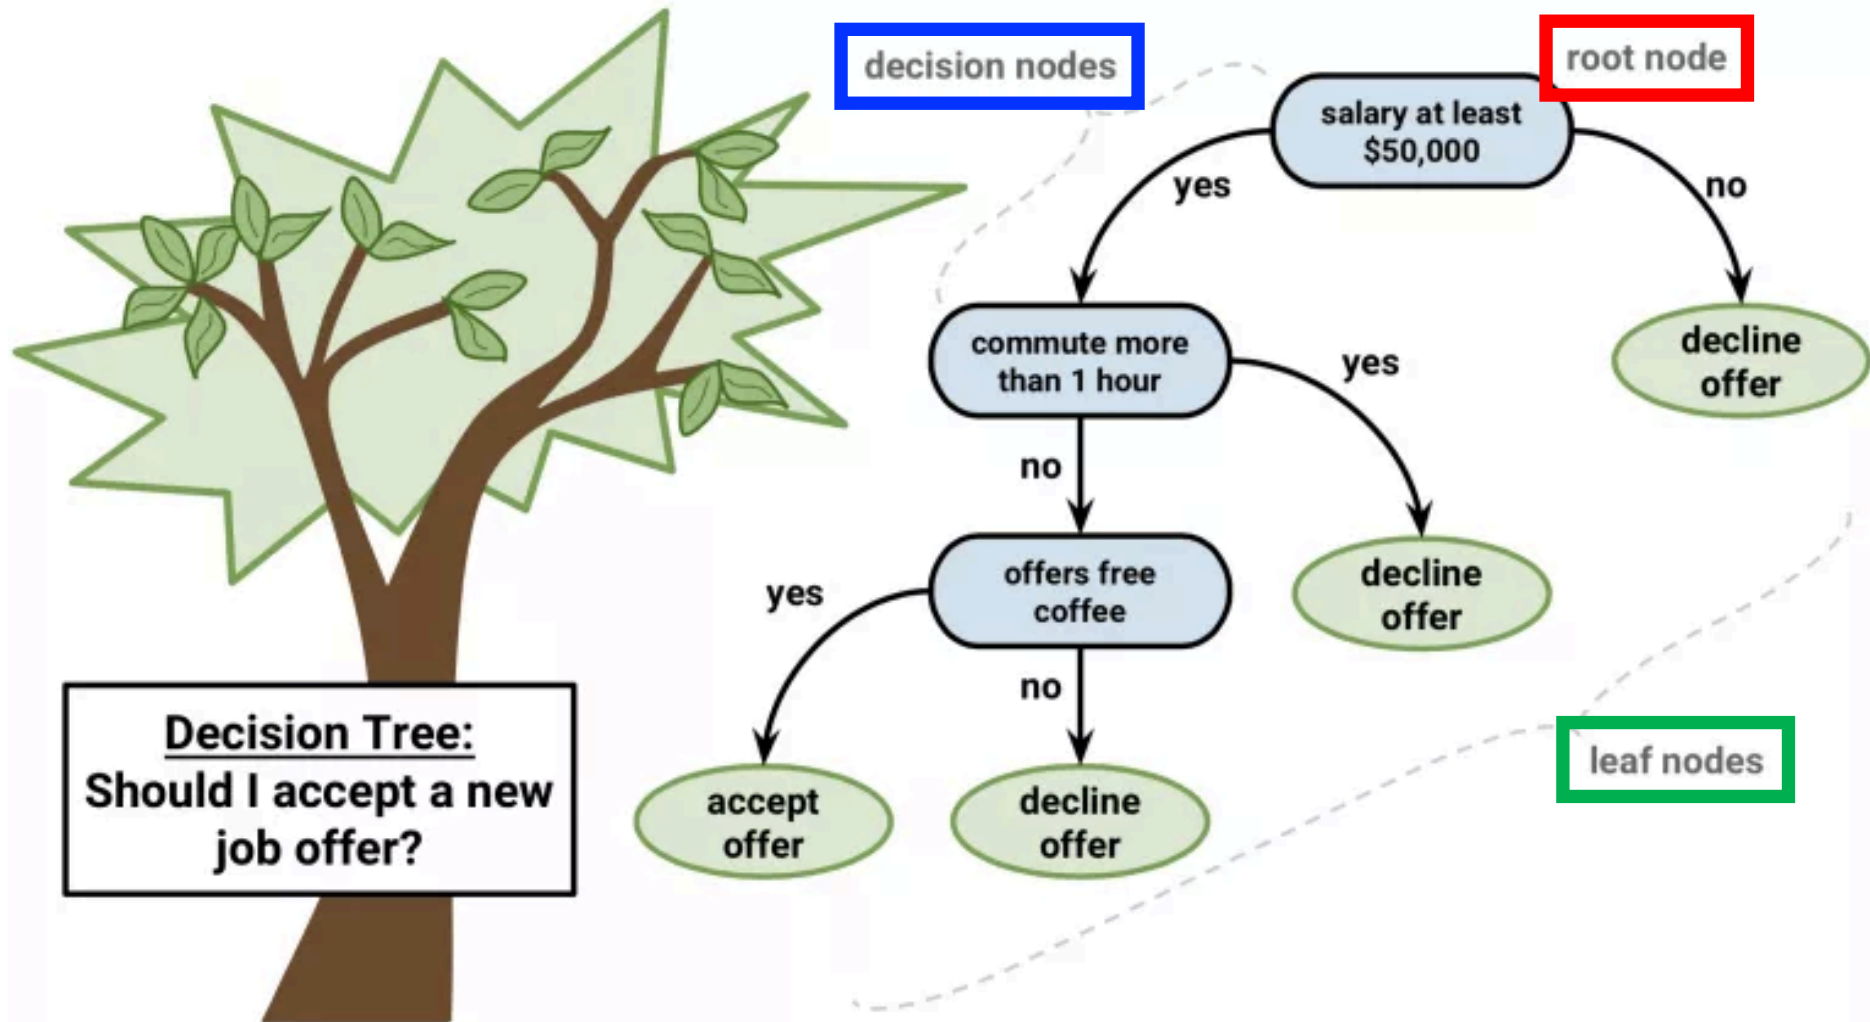 decision nodes
root node
salary at least
$50,000
yes
no
commute more
than 1 hour
yes
decline
offer
no
offers free
coffee
yes
decline
offer
no
Decision Tree:
Should I accept a new
job offer?
accept
offer
decline
offer
leaf nodes